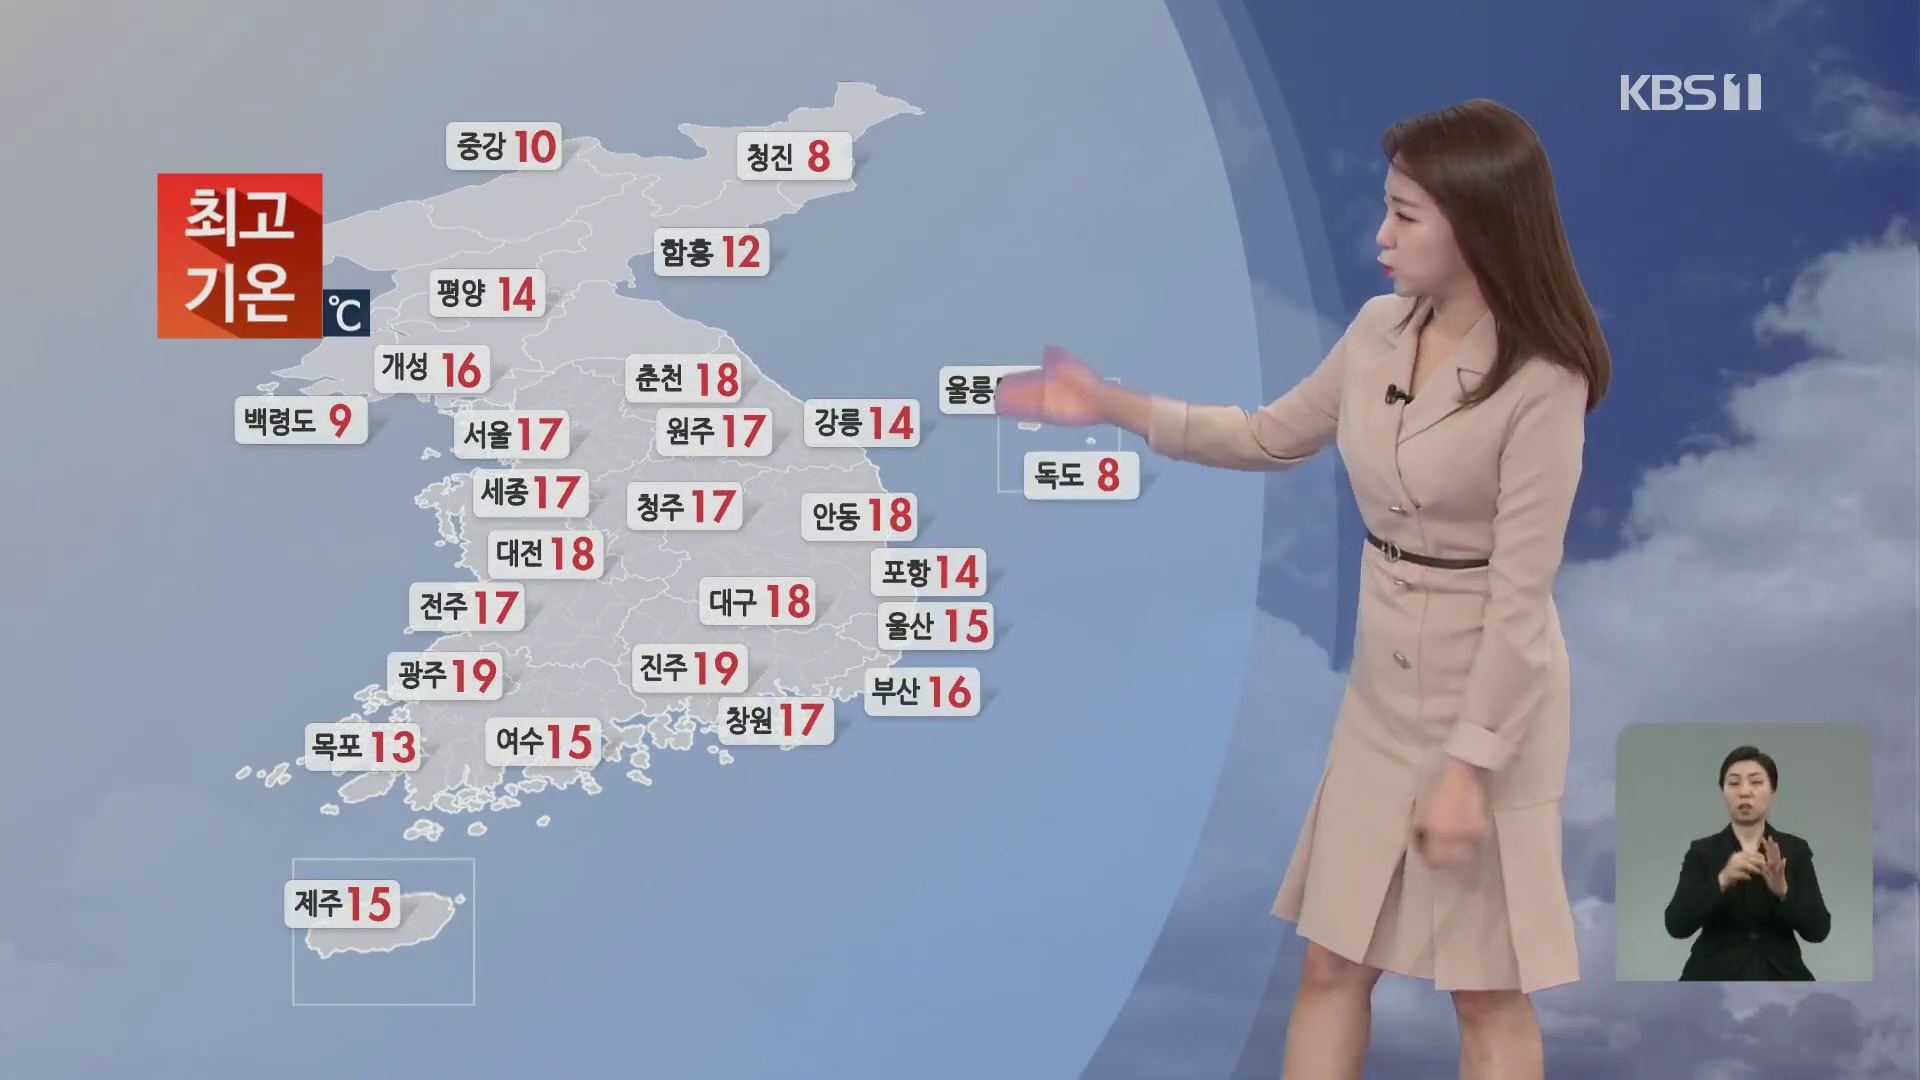 KBS 1
최고
기온
℃
중강 10
청진 8
함흥 12
평양 14
개성 16
백령도 9
춘천 18
서울 17
원주 17
강릉 14
독도 8
세종 17
청주 17
안동 18
대전 18
포항 14
전주 17
대구 18
울산 15
광주 19
진주 19
부산 16
목포 13
여수 15
창원 17
제주 15